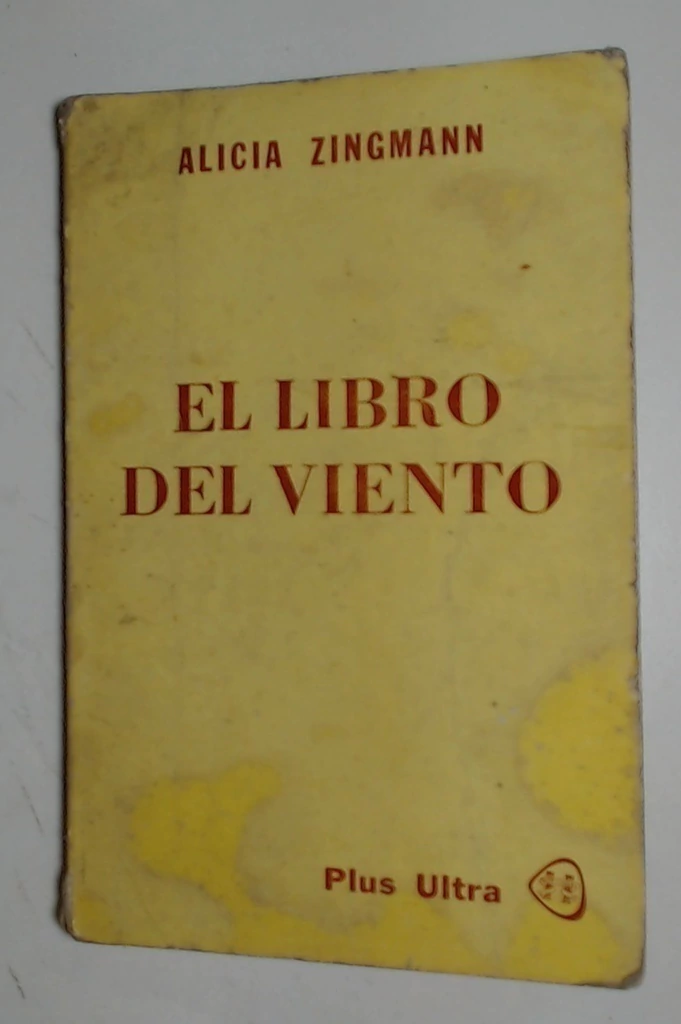 ALICIA ZINGMANN
EL LIBRO
DEL VIENTO
Plus Ultra